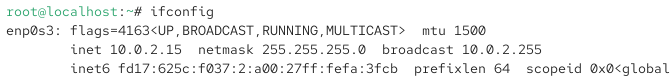 root@localhost:~# ifconfig
enp0s3: flags=4163<UP,BROADCAST,RUNNING,MULTICAST>  mtu 1500
        inet 10.0.2.15  netmask 255.255.255.0  broadcast 10.0.2.255
        inet6 fd17:625c:f037:2:a00:27ff:fefa:3fcb  prefixlen 64  scopeid 0x0<global